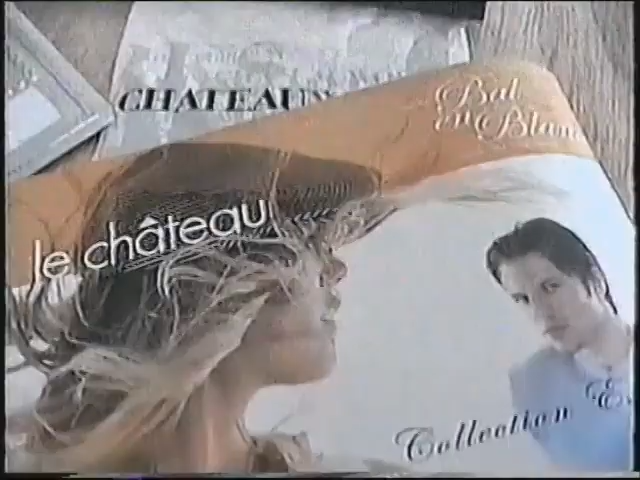 CHATEAU
Bal
en Blanc
le château
Collection E